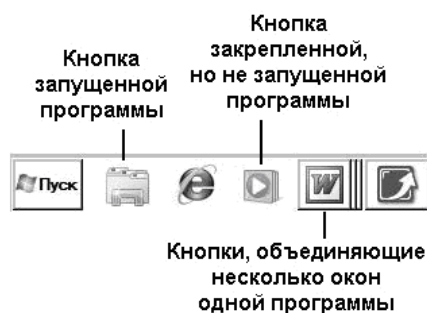 Кнопка
запущенной
программы
Кнопка
закрепленной,
но не запущенной
программы
Пуск
W
Кнопки, объединяющие
несколько окон
одной программы